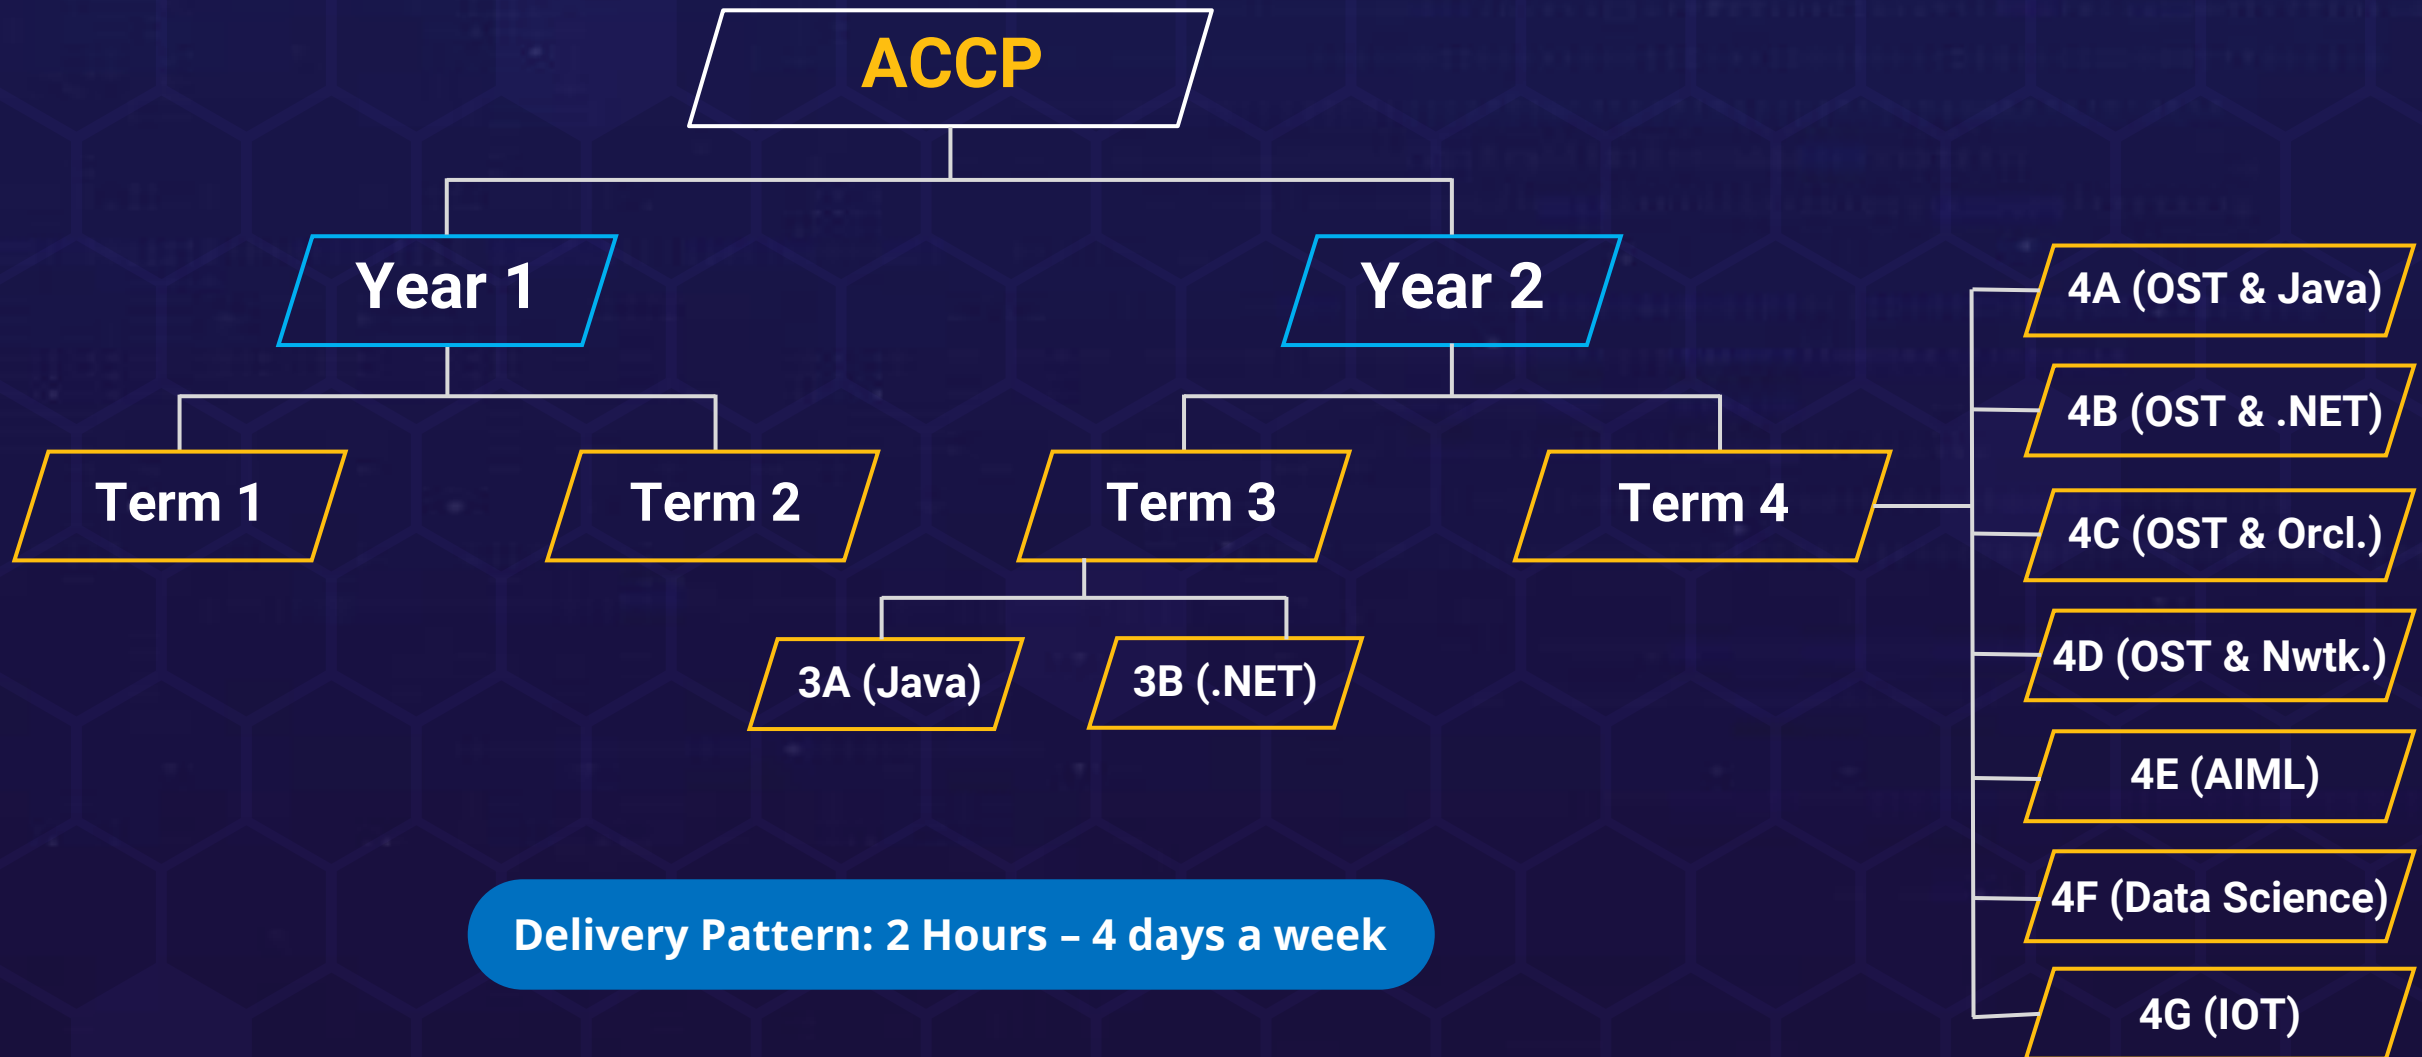 ACCP
Year 1
Year 2
Term 1
Term 2
Term 3
Term 4
3A (Java)
3B (.NET)
4A (OST & Java)
4B (OST & .NET)
4C (OST & Orcl.)
4D (OST & Nwtk.)
4E (AIML)
4F (Data Science)
4G (IOT)
Delivery Pattern: 2 Hours – 4 days a week